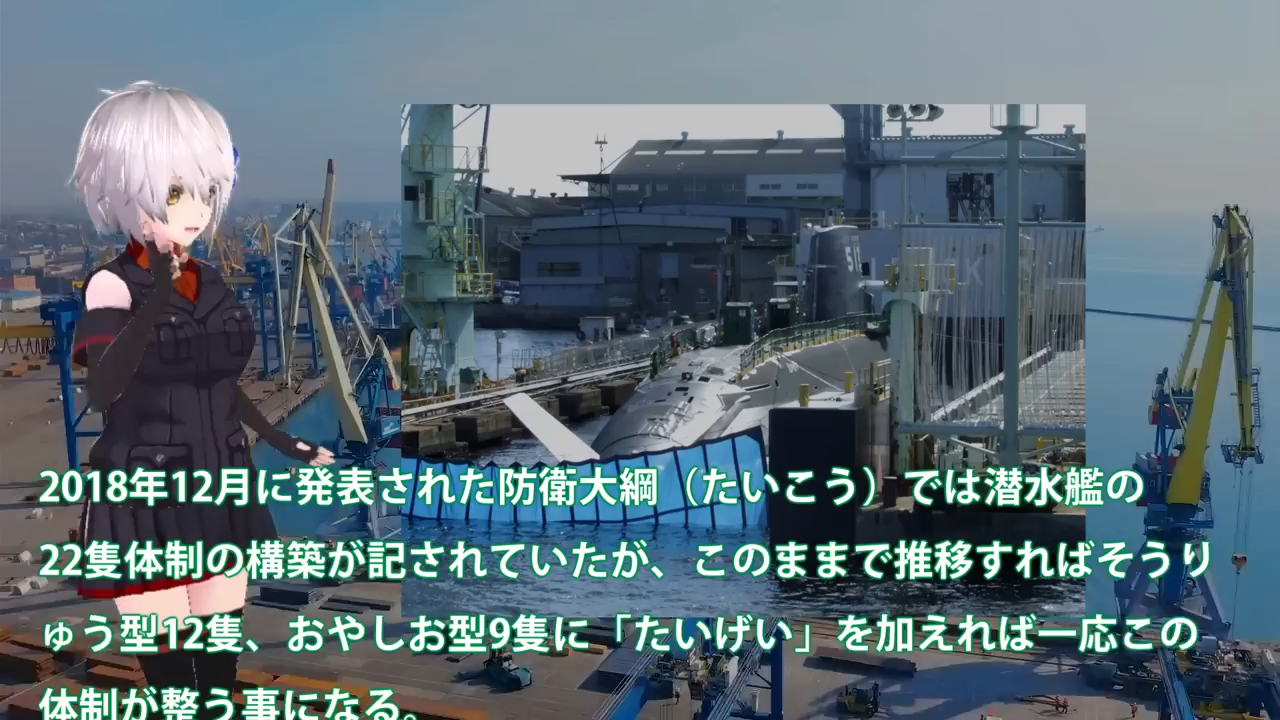 2018年12月に発表された防衛大綱（たいこう）では潜水艦の
22隻体制の構築が記されていたが、このままで推移すればそうり
ゅう型12隻、おやしお型9隻に「たいげい」を加えれば一応この
体制が整う事になる。